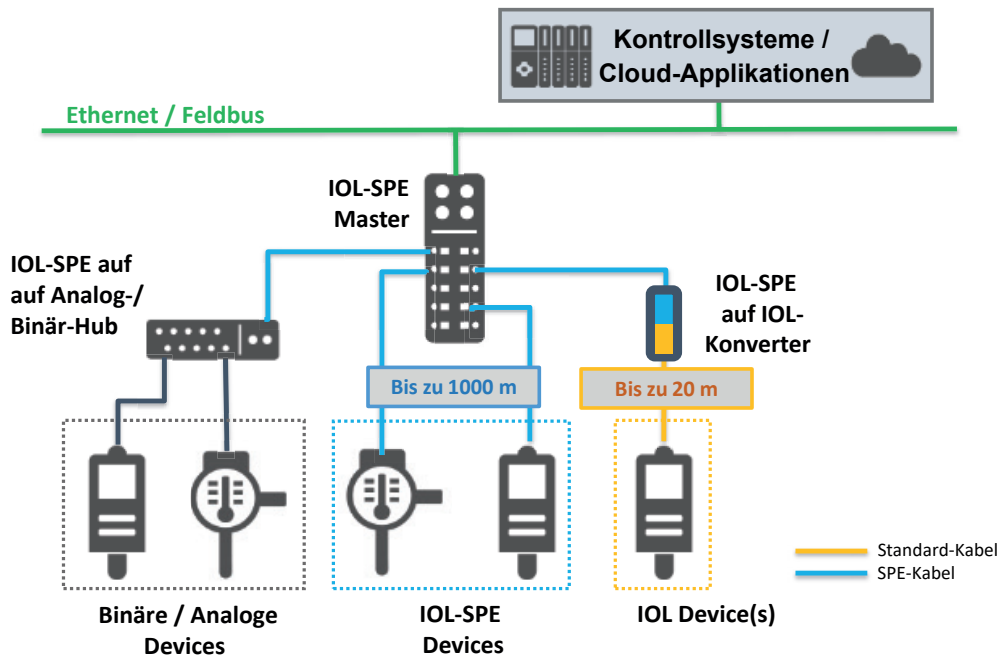 Kontrollsysteme /
Cloud-Applikationen
Ethernet / Feldbus
IOL-SPE
Master
IOL-SPE auf
auf Analog-/
Binär-Hub
IOL-SPE
auf IOL-
Konverter
Bis zu 1000 m
Bis zu 20 m
Standard-Kabel
SPE-Kabel
Binäre / Analoge
Devices
IOL-SPE
Devices
IOL Device(s)